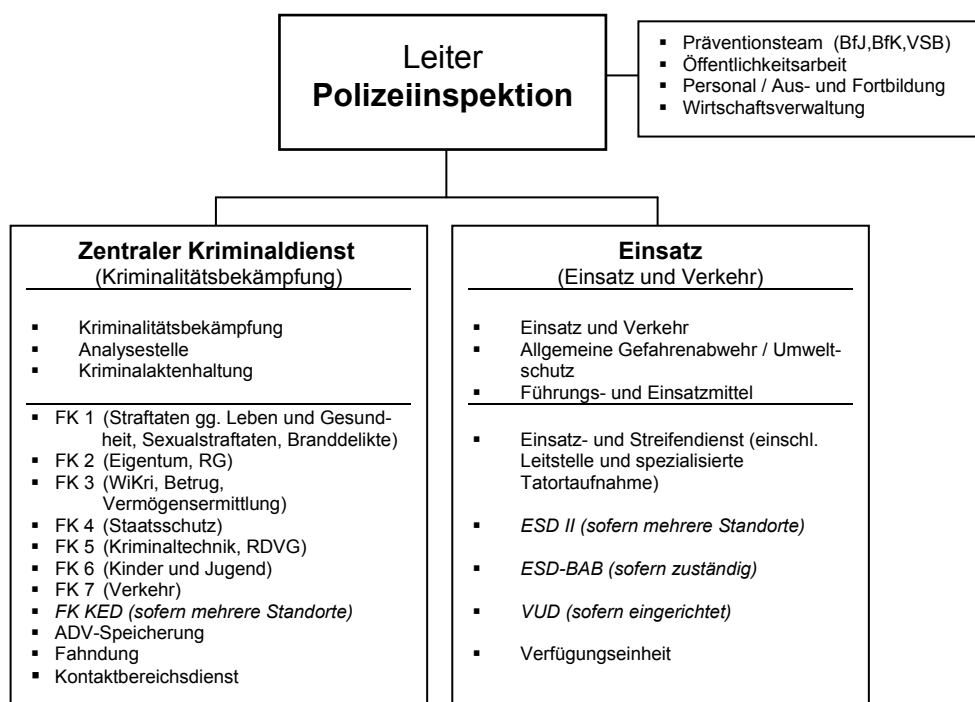 Leiter
Polizeiinspektion
▪ Präventionsteam (BfJ,BfK,VSB)
▪ Öffentlichkeitsarbeit
▪ Personal / Aus- und Fortbildung
▪ Wirtschaftsverwaltung
Zentraler Kriminaldienst
(Kriminalitätsbekämpfung)
▪ Kriminalitätsbekämpfung
▪ Analysestelle
▪ Kriminalaktenhaltung
▪ FK 1 (Straftaten gg. Leben und Gesund-
heit, Sexualstraftaten, Branddelikte)
▪ FK 2 (Eigentum, RG)
▪ FK 3 (WiKri, Betrug,
Vermögensermittlung)
▪ FK 4 (Staatsschutz)
▪ FK 5 (Kriminaltechnik, RDVG)
▪ FK 6 (Kinder und Jugend)
▪ FK 7 (Verkehr)
▪ FK KED (sofern mehrere Standorte)
▪ ADV-Speicherung
▪ Fahndung
▪ Kontaktbereichsdienst
Einsatz
(Einsatz und Verkehr)
▪ Einsatz und Verkehr
▪ Allgemeine Gefahrenabwehr / Umwelt-
schutz
▪ Führungs- und Einsatzmittel
▪ Einsatz- und Streifendienst (einschl.
Leitstelle und spezialisierte
Tatortaufnahme)
▪ ESD II (sofern mehrere Standorte)
▪ ESD-BAB (sofern zuständig)
▪ VUD (sofern eingerichtet)
▪ Verfügungseinheit